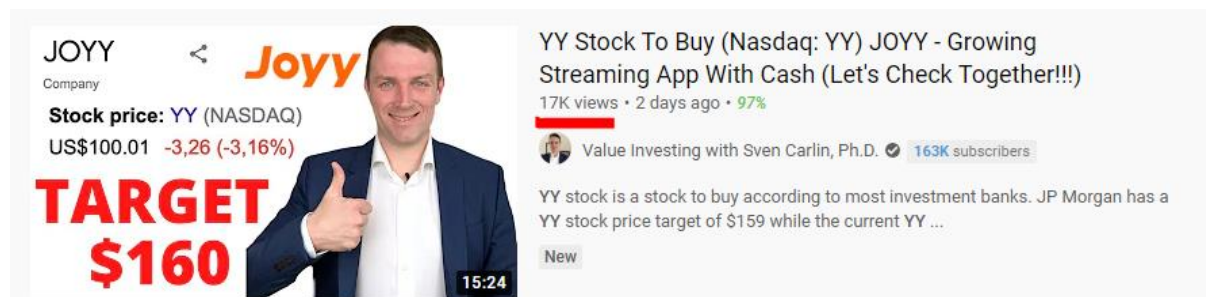 JOYY
Joyy
Company
Stock price: YY (NASDAQ)
US$100.01 -3,26 (-3,16%)
TARGET
$160
15:24
YY Stock To Buy (Nasdaq: YY) JOYY - Growing
Streaming App With Cash (Let's Check Together!!!)
17K views • 2 days ago • 97%
Value Investing with Sven Carlin, Ph.D. 163K subscribers
YY stock is a stock to buy according to most investment banks. JP Morgan has a
YY stock price target of $159 while the current YY ...
New